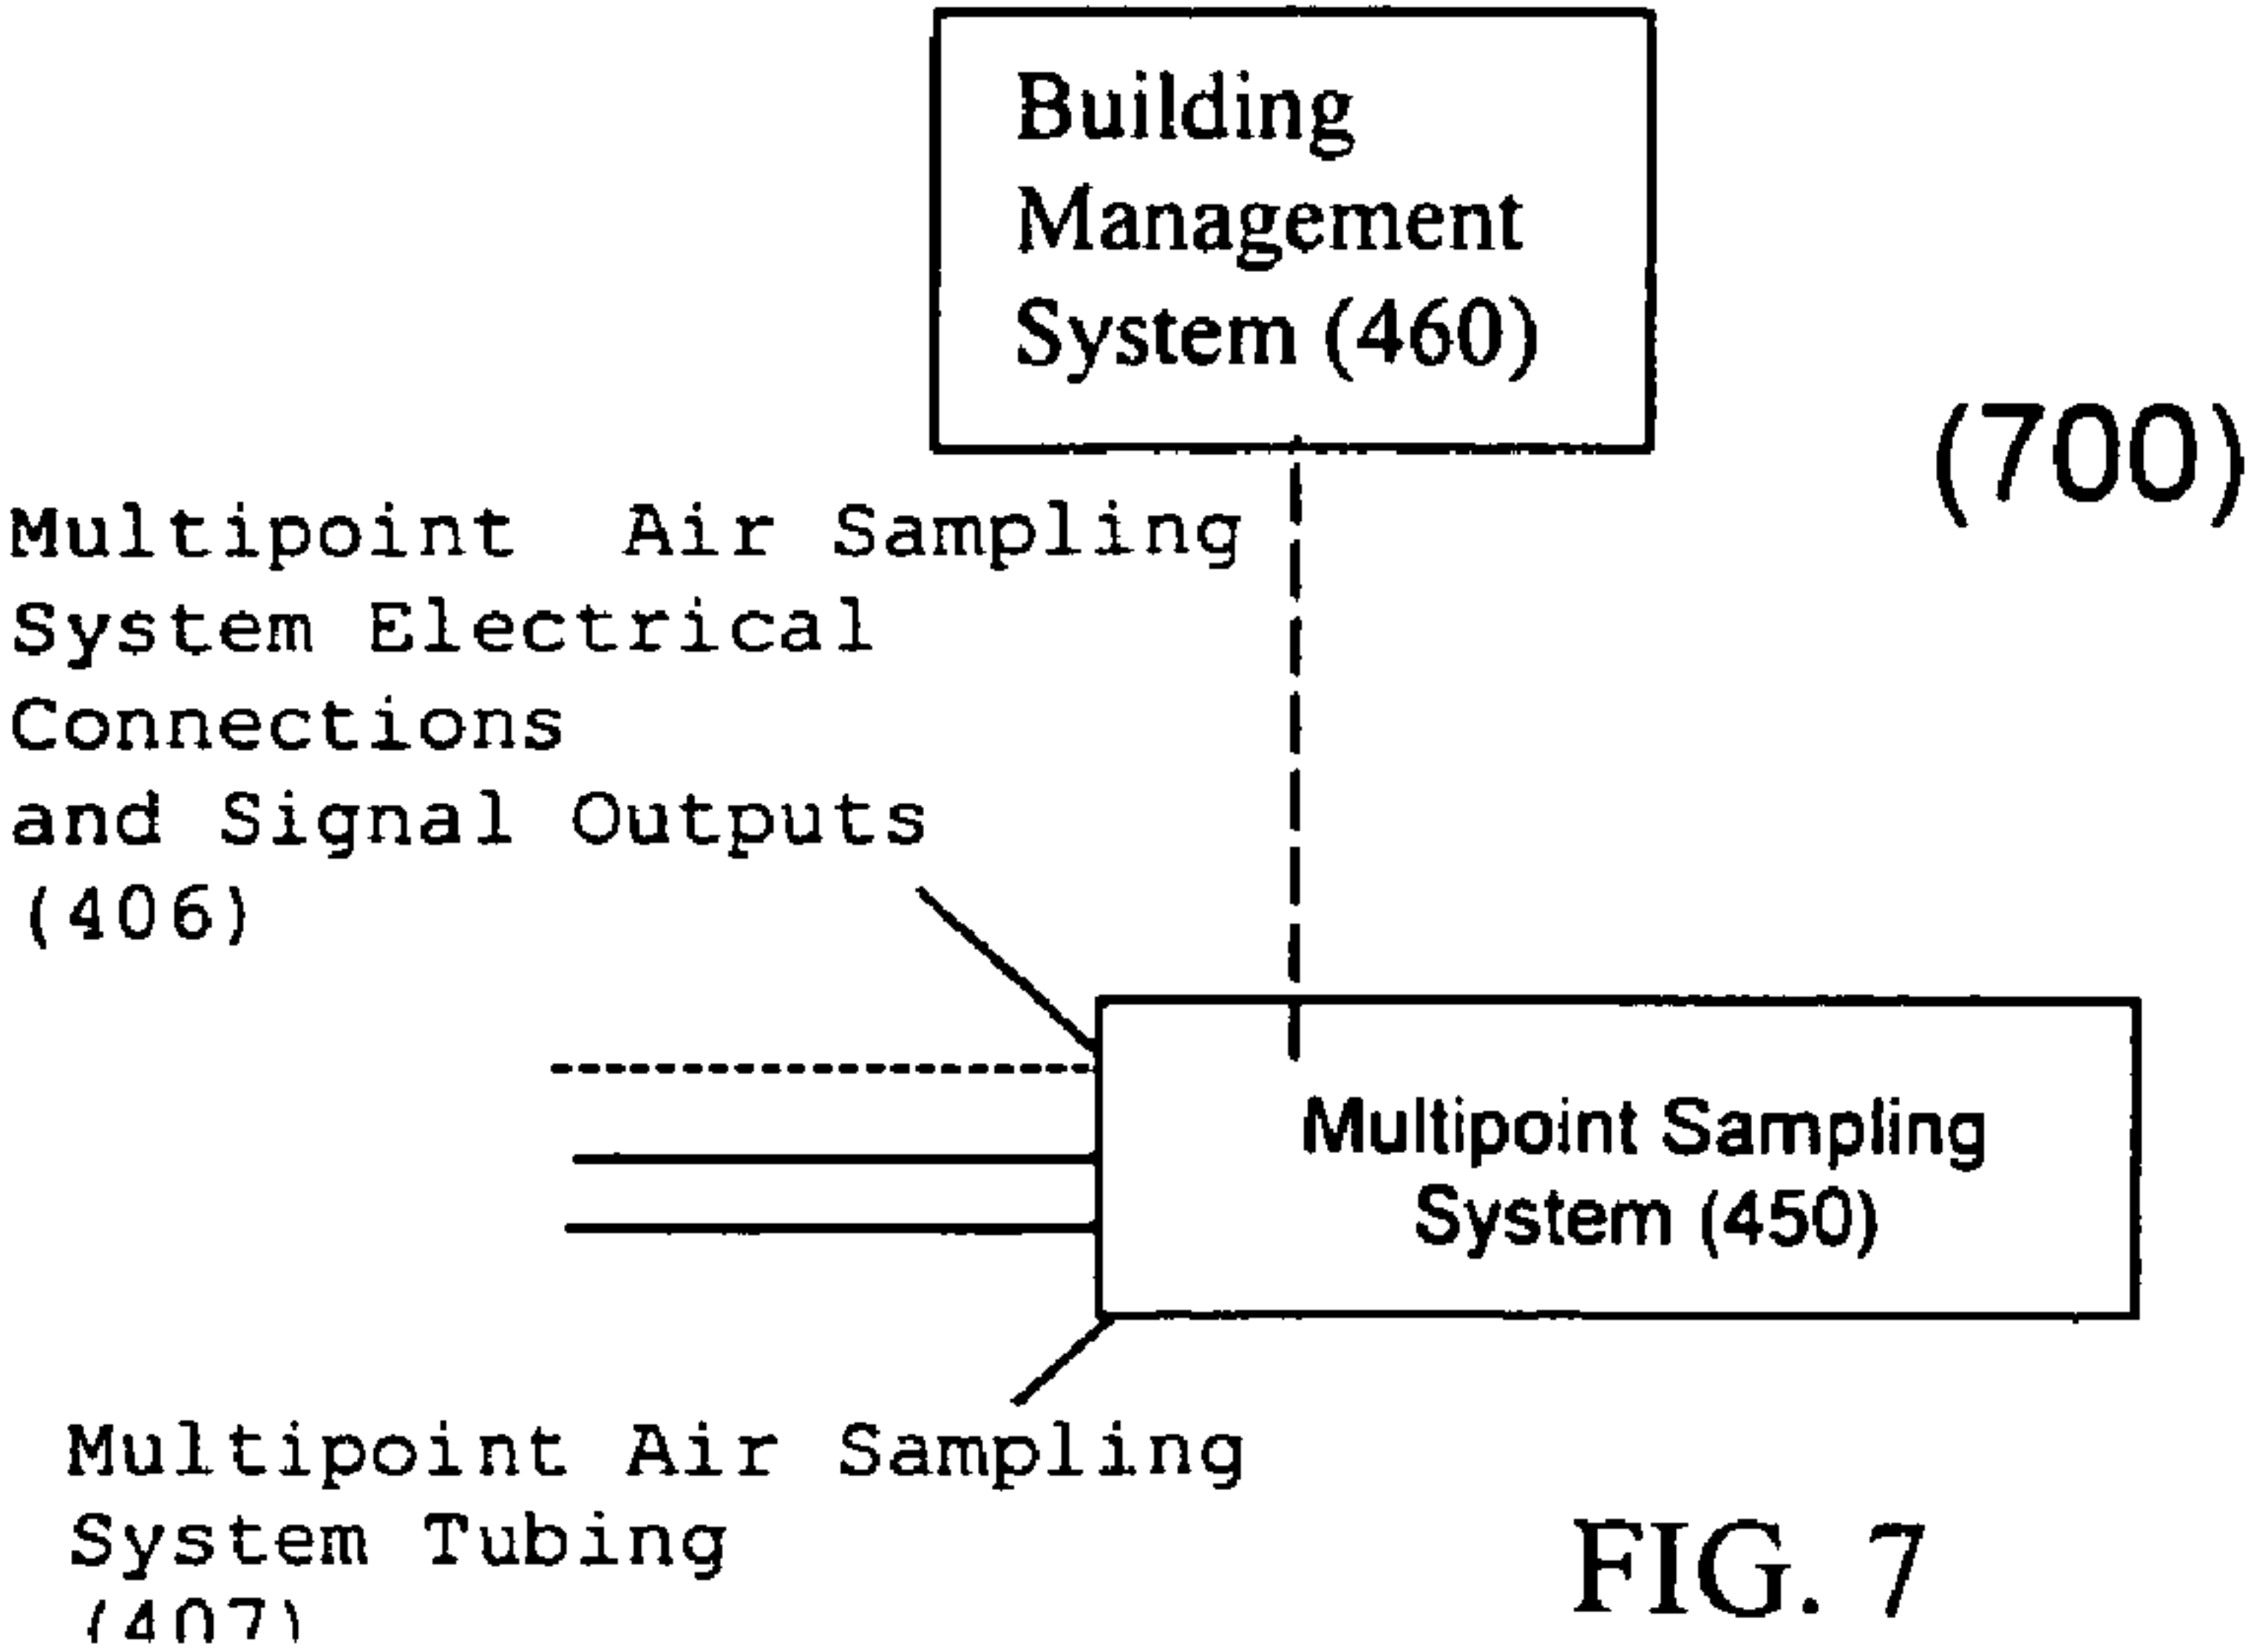 Building
Management
System (460)
(700)
Multipoint Air Sampling
System Electrical
Connections
and Signal Outputs
(406)
Multipoint Sampling
System (450)
Multipoint Air Sampling
System Tubing
(407)
FIG. 7